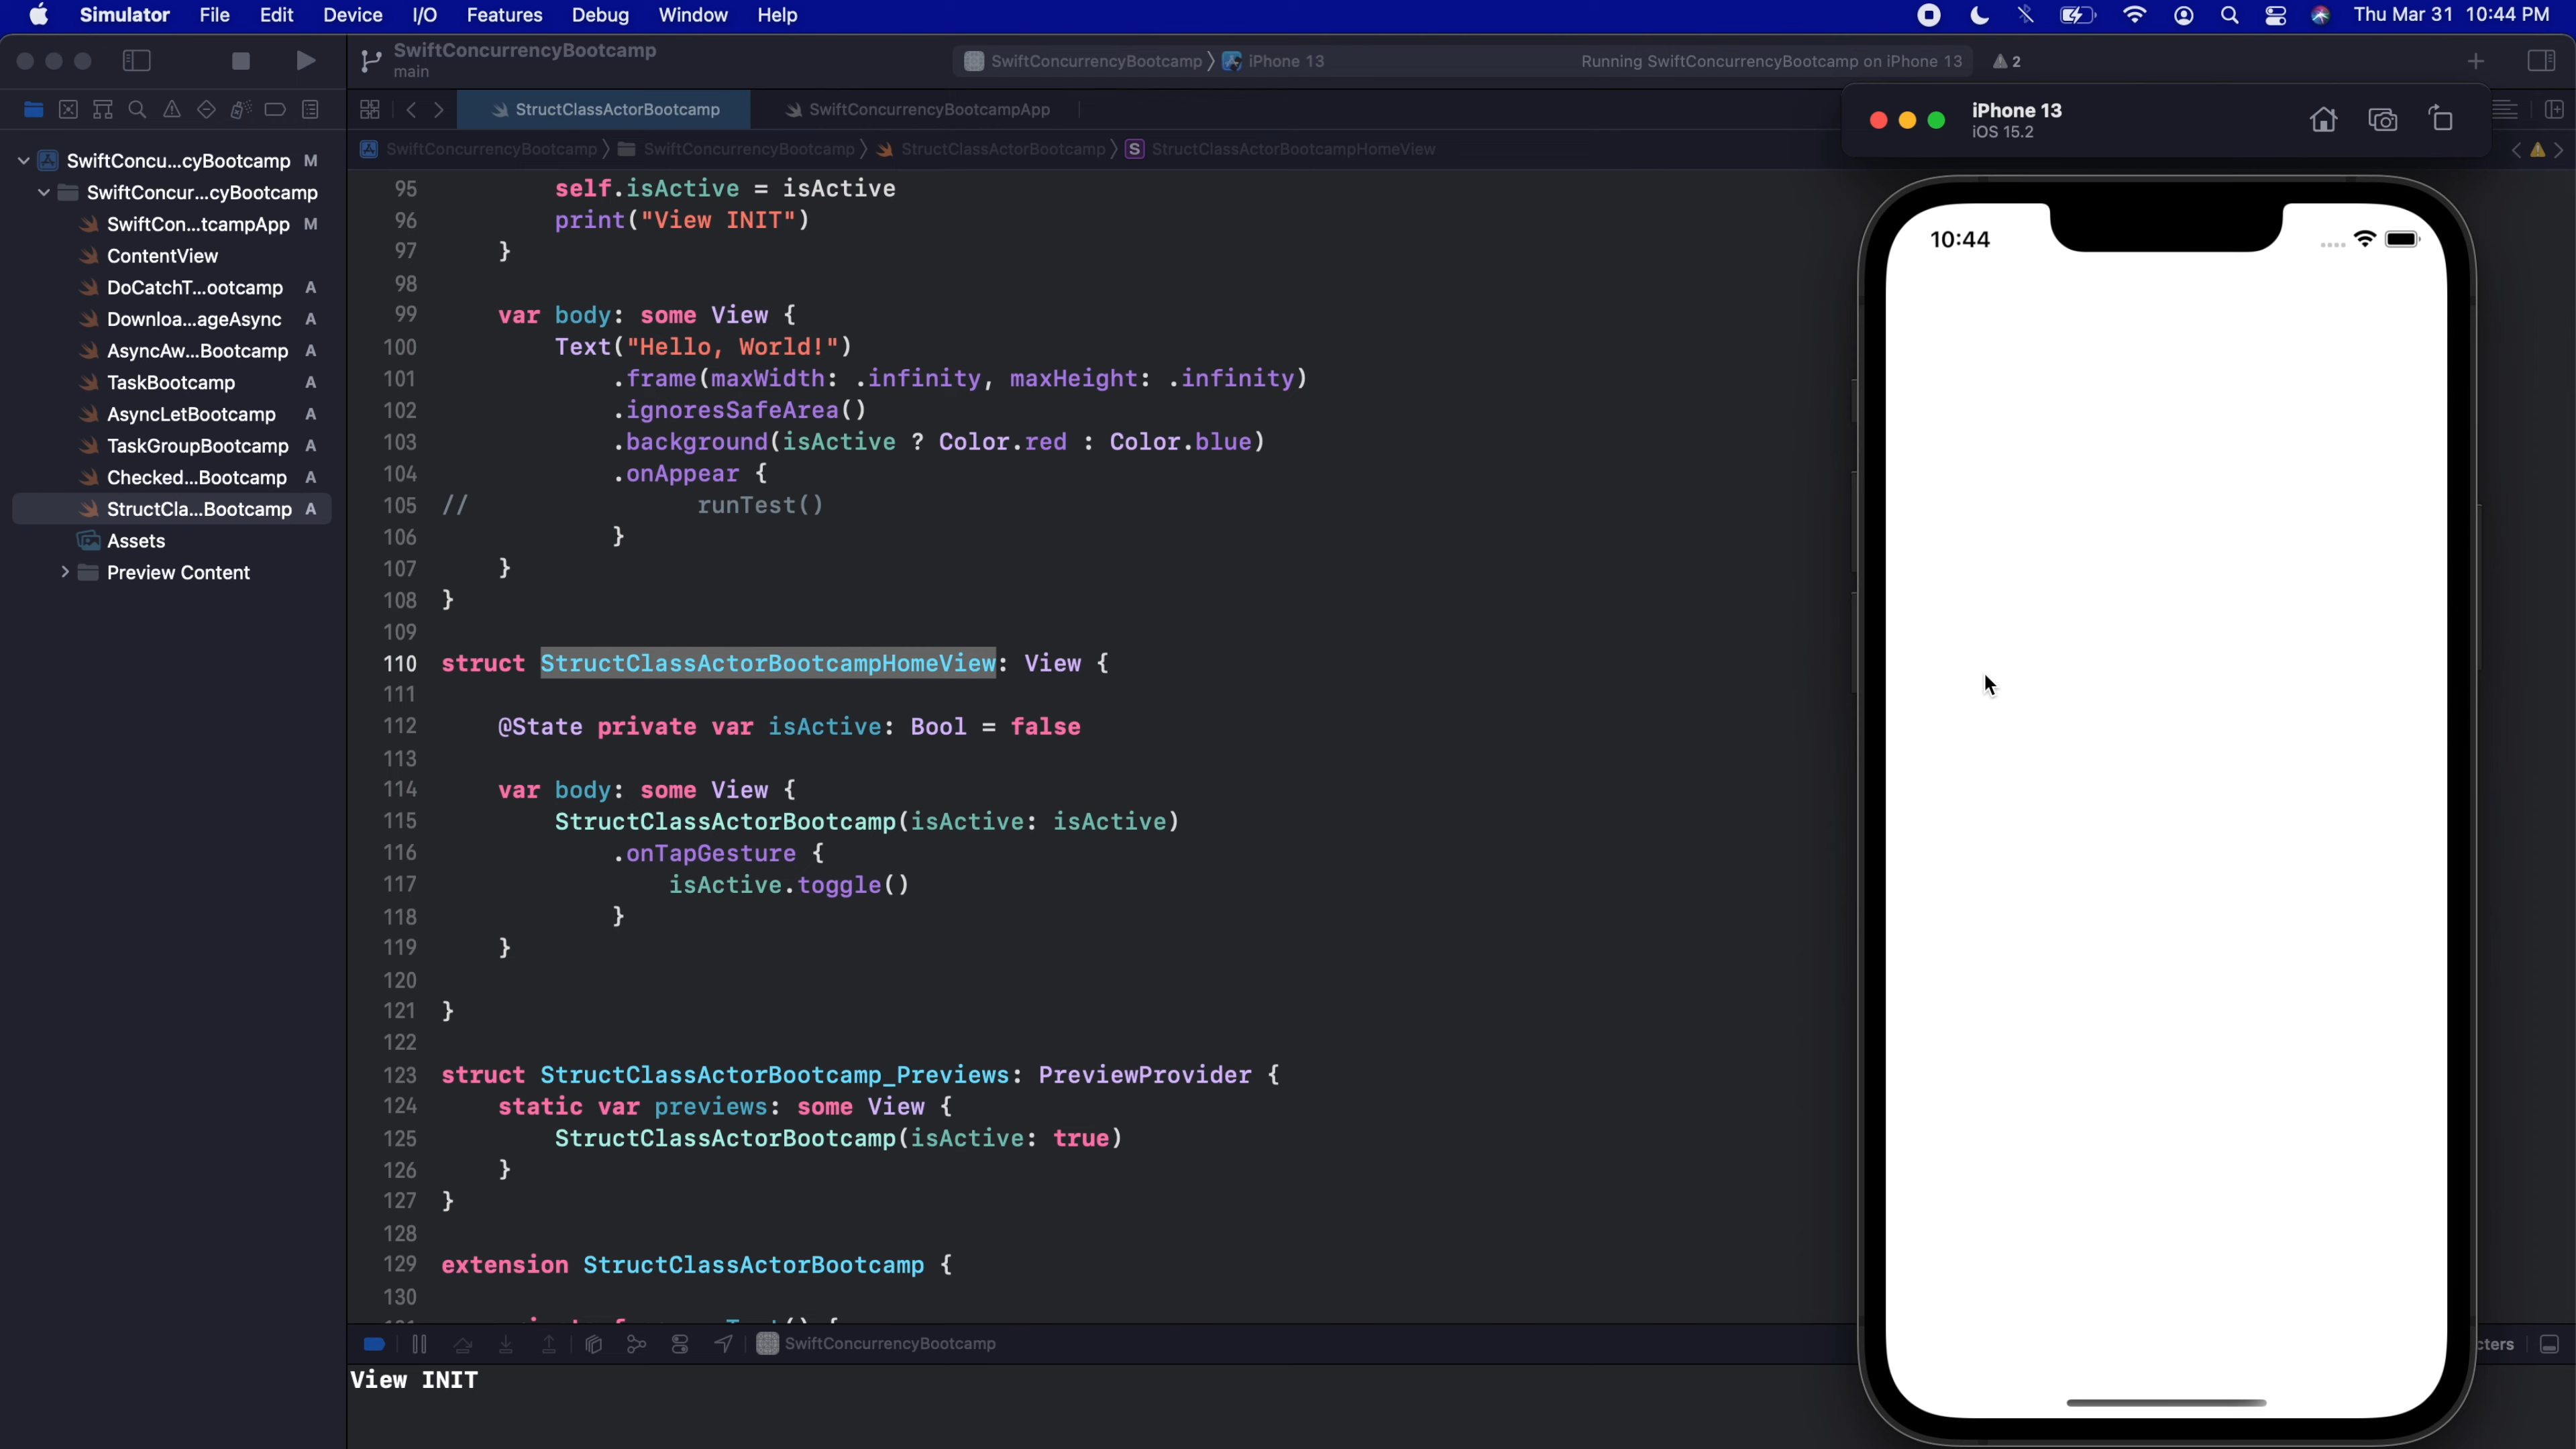 Simulator File Edit Device I/O Features Debug Window Help Thu Mar 31 10:44 PM
SwiftConcurrencyBootcamp
main
SwiftConcurrencyBootcamp iPhone 13 Running SwiftConcurrencyBootcamp on iPhone 13 2
StructClassActorBootcamp SwiftConcurrencyBootcampApp
iPhone 13
iOS 15.2
SwiftConcurrencyBootcamp SwiftConcurrencyBootcamp StructClassActorBootcamp S StructClassActorBootcampHomeView
SwiftConcu...cyBootcamp M
SwiftConcur...cyBootcamp
SwiftCon...tcampApp M
ContentView
DoCatchT...ootcamp A
Downloa...ageAsync A
AsyncAw...Bootcamp A
TaskBootcamp A
AsyncLetBootcamp A
TaskGroupBootcamp A
Checked...Bootcamp A
StructCla...Bootcamp A
Assets
Preview Content
95 self.isActive = isActive
96 print("View INIT")
97 }
98
99 var body: some View {
100 Text("Hello, World!")
101 .frame(maxWidth: .infinity, maxHeight: .infinity)
102 .ignoresSafeArea()
103 .background(isActive ? Color.red : Color.blue)
104 .onAppear {
105 // runTest()
106 }
107 }
108 }
109
110 struct StructClassActorBootcampHomeView: View {
111
112 @State private var isActive: Bool = false
113
114 var body: some View {
115 StructClassActorBootcamp(isActive: isActive)
116 .onTapGesture {
117 isActive.toggle()
118 }
119 }
120
121 }
122
123 struct StructClassActorBootcamp_Previews: PreviewProvider {
124 static var previews: some View {
125 StructClassActorBootcamp(isActive: true)
126 }
127 }
128
129 extension StructClassActorBootcamp {
130
10:44
SwiftConcurrencyBootcamp
View INIT